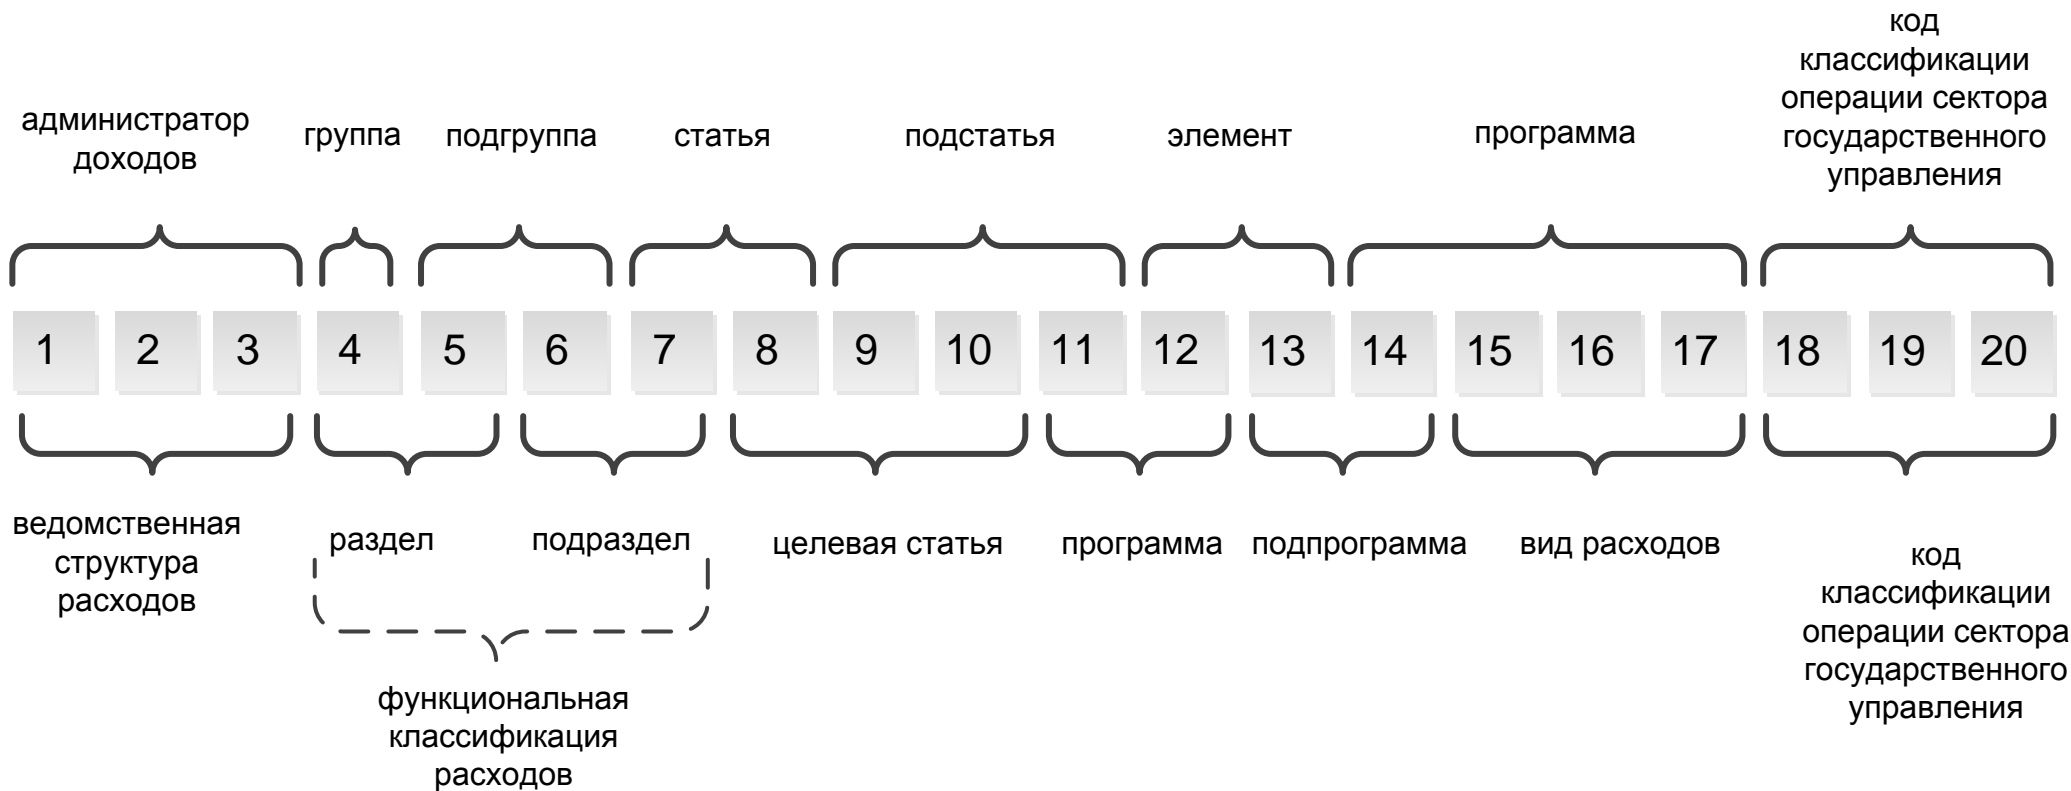 администратор
доходов
группа
подгруппа
статья
подстатья
элемент
программа
код
классификации
операции сектора
государственного
управления
1 2 3 4 5 6 7 8 9 10 11 12 13 14 15 16 17 18 19 20
ведомственная
структура
расходов
раздел
подраздел
целевая статья
программа
подпрограмма
вид расходов
код
классификации
операции сектора
государственного
управления
функциональная
классификация
расходов